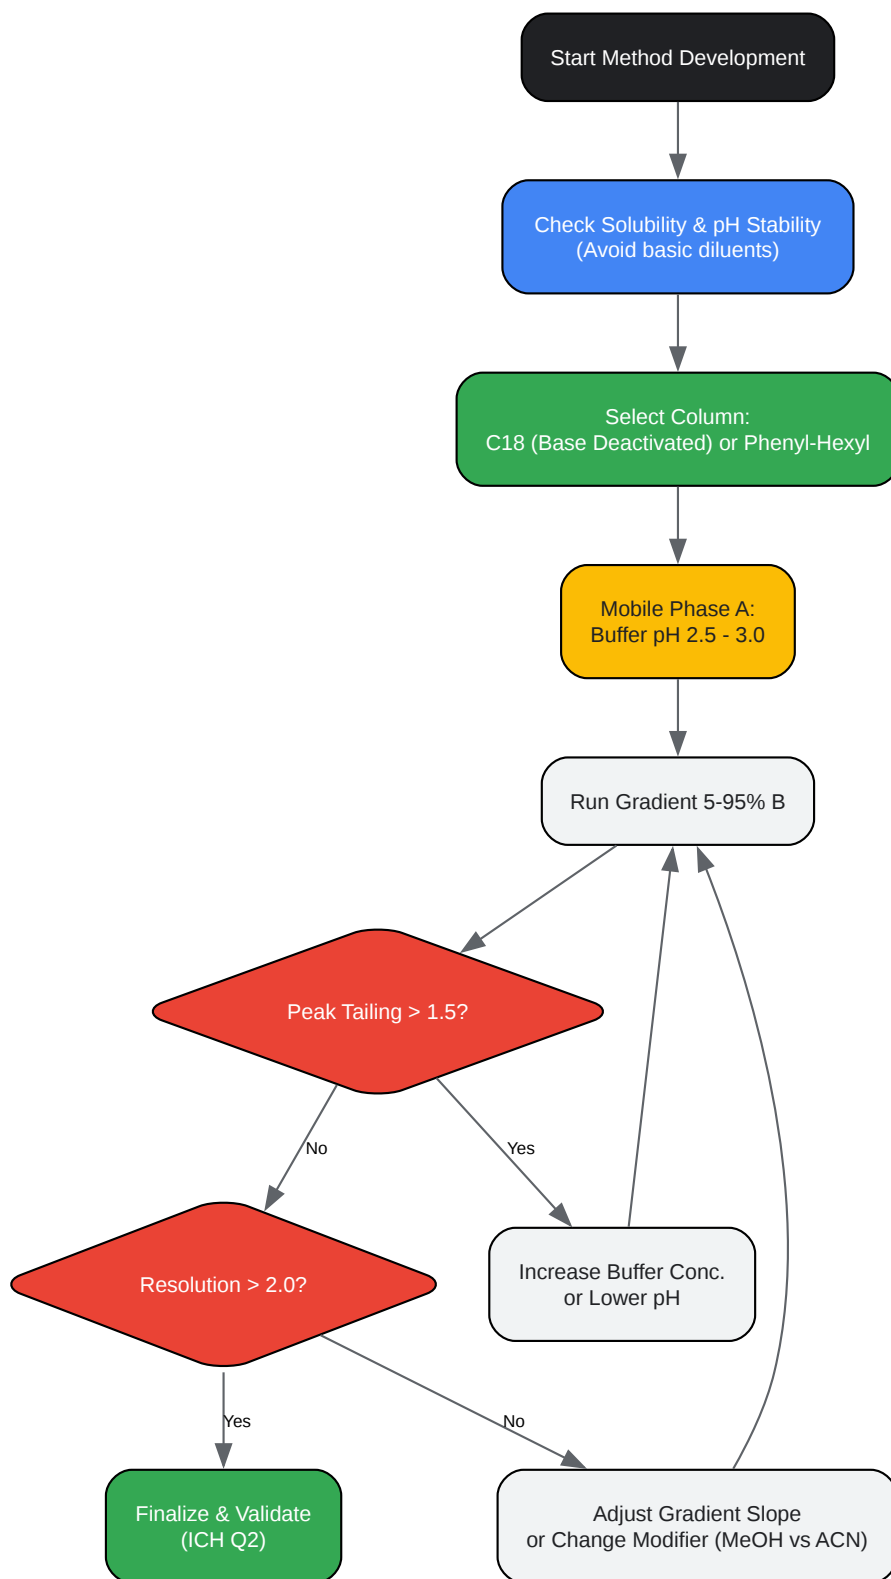 Start Method Development
Check Solubility & pH Stability
(Avoid basic diluents)
Select Column:
C18 (Base Deactivated) or Phenyl-Hexyl
Mobile Phase A:
Buffer pH 2.5 - 3.0
Run Gradient 5-95% B
Peak Tailing > 1.5?
No
Yes
Resolution > 2.0?
Increase Buffer Conc.
or Lower pH
Yes
No
Finalize & Validate
(ICH Q2)
Adjust Gradient Slope
or Change Modifier (MeOH vs ACN)